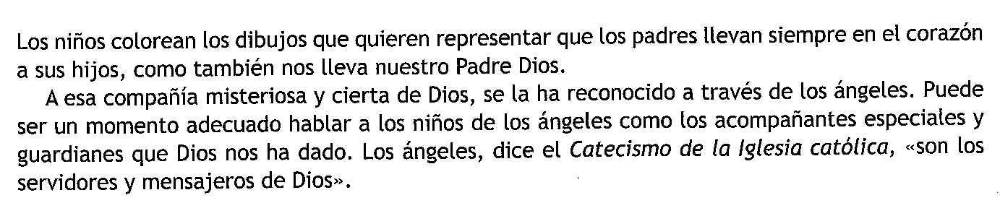 Los niños colorean los dibujos que quieren representar que los padres llevan siempre en el corazón
a sus hijos, como también nos lleva nuestro Padre Dios.
A esa compañía misteriosa y cierta de Dios, se la ha reconocido a través de los ángeles. Puede
ser un momento adecuado hablar a los niños de los ángeles como los acompañantes especiales y
guardianes que Dios nos ha dado. Los ángeles, dice el Catecismo de la Iglesia católica, «son los
servidores y mensajeros de Dios».